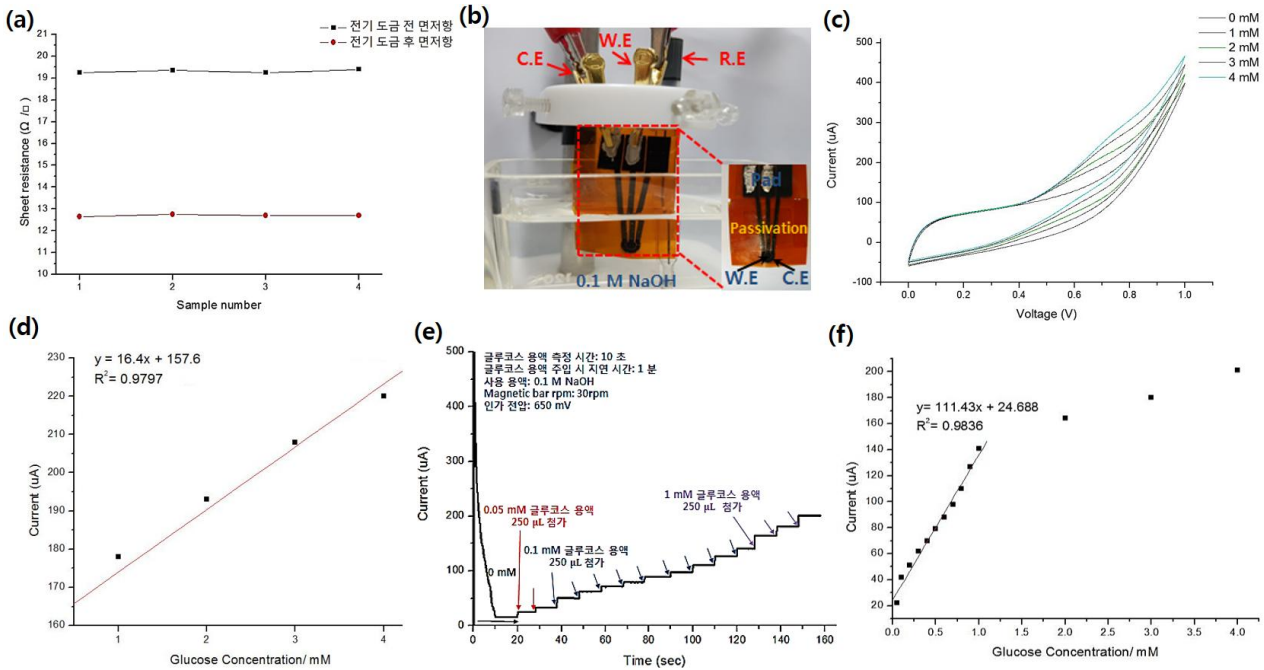 (a)
전기 도금 전 면저항
전기 도금 후 면저항
21
20
19
18
17
16
15
14
13
12
11
10
Sheet resistance (Ω /□)
1
2
3
4
Sample number
(b)
C.E
W.E
R.E
Pad
Passivation
0.1 M NaOH
W.E
C.E
(c)
0 mM
1 mM
2 mM
3 mM
4 mM
500
400
300
200
100
0
-100
Current (uA)
0.0
0.2
0.4
0.6
0.8
1.0
Voltage (V)
(d)
y = 16.4x + 157.6
R²= 0.9797
230
220
210
200
190
180
170
160
Current (uA)
1
2
3
4
Glucose Concentration/ mM
(e)
글루코스 용액 측정 시간: 10 초
글루코스 용액 주입 시 지연 시간: 1 분
사용 용액: 0.1 M NaOH
Magnetic bar rpm: 30rpm
인가 전압: 650 mV
500
400
300
200
100
0
Current (uA)
0 mM
0.05 mM 글루코스 용액
250 μL 첨가
0.1 mM 글루코스 용액
250 μL 첨가
1 mM 글루코스 용액
250 μL 첨가
0
20
40
60
80
100
120
140
160
Time (sec)
(f)
y= 111.43x + 24.688
R²= 0.9836
200
180
160
140
120
100
80
60
40
20
Current (uA)
0.0
0.5
1.0
1.5
2.0
2.5
3.0
3.5
4.0
Glucose Concentration/ mM